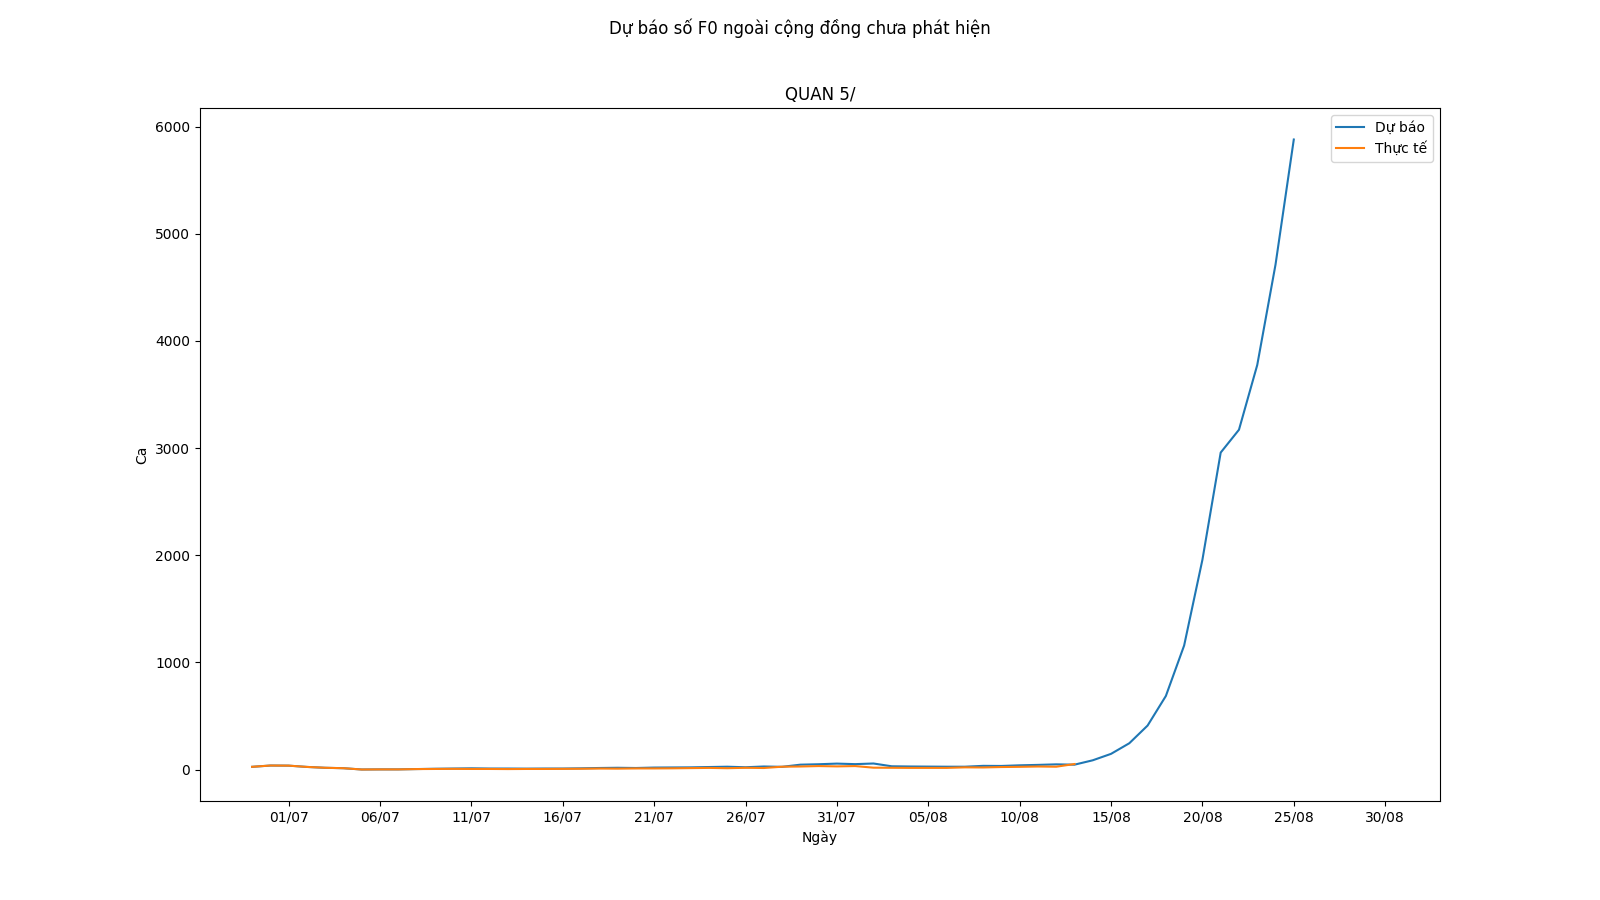 Dự báo số F0 ngoài cộng đồng chưa phát hiện
QUAN 5/
6000
5000
4000
3000
2000
1000
0
Ca
Dự báo
Thực tế
01/07 06/07 11/07 16/07 21/07 26/07 31/07 05/08 10/08 15/08 20/08 25/08 30/08
Ngày